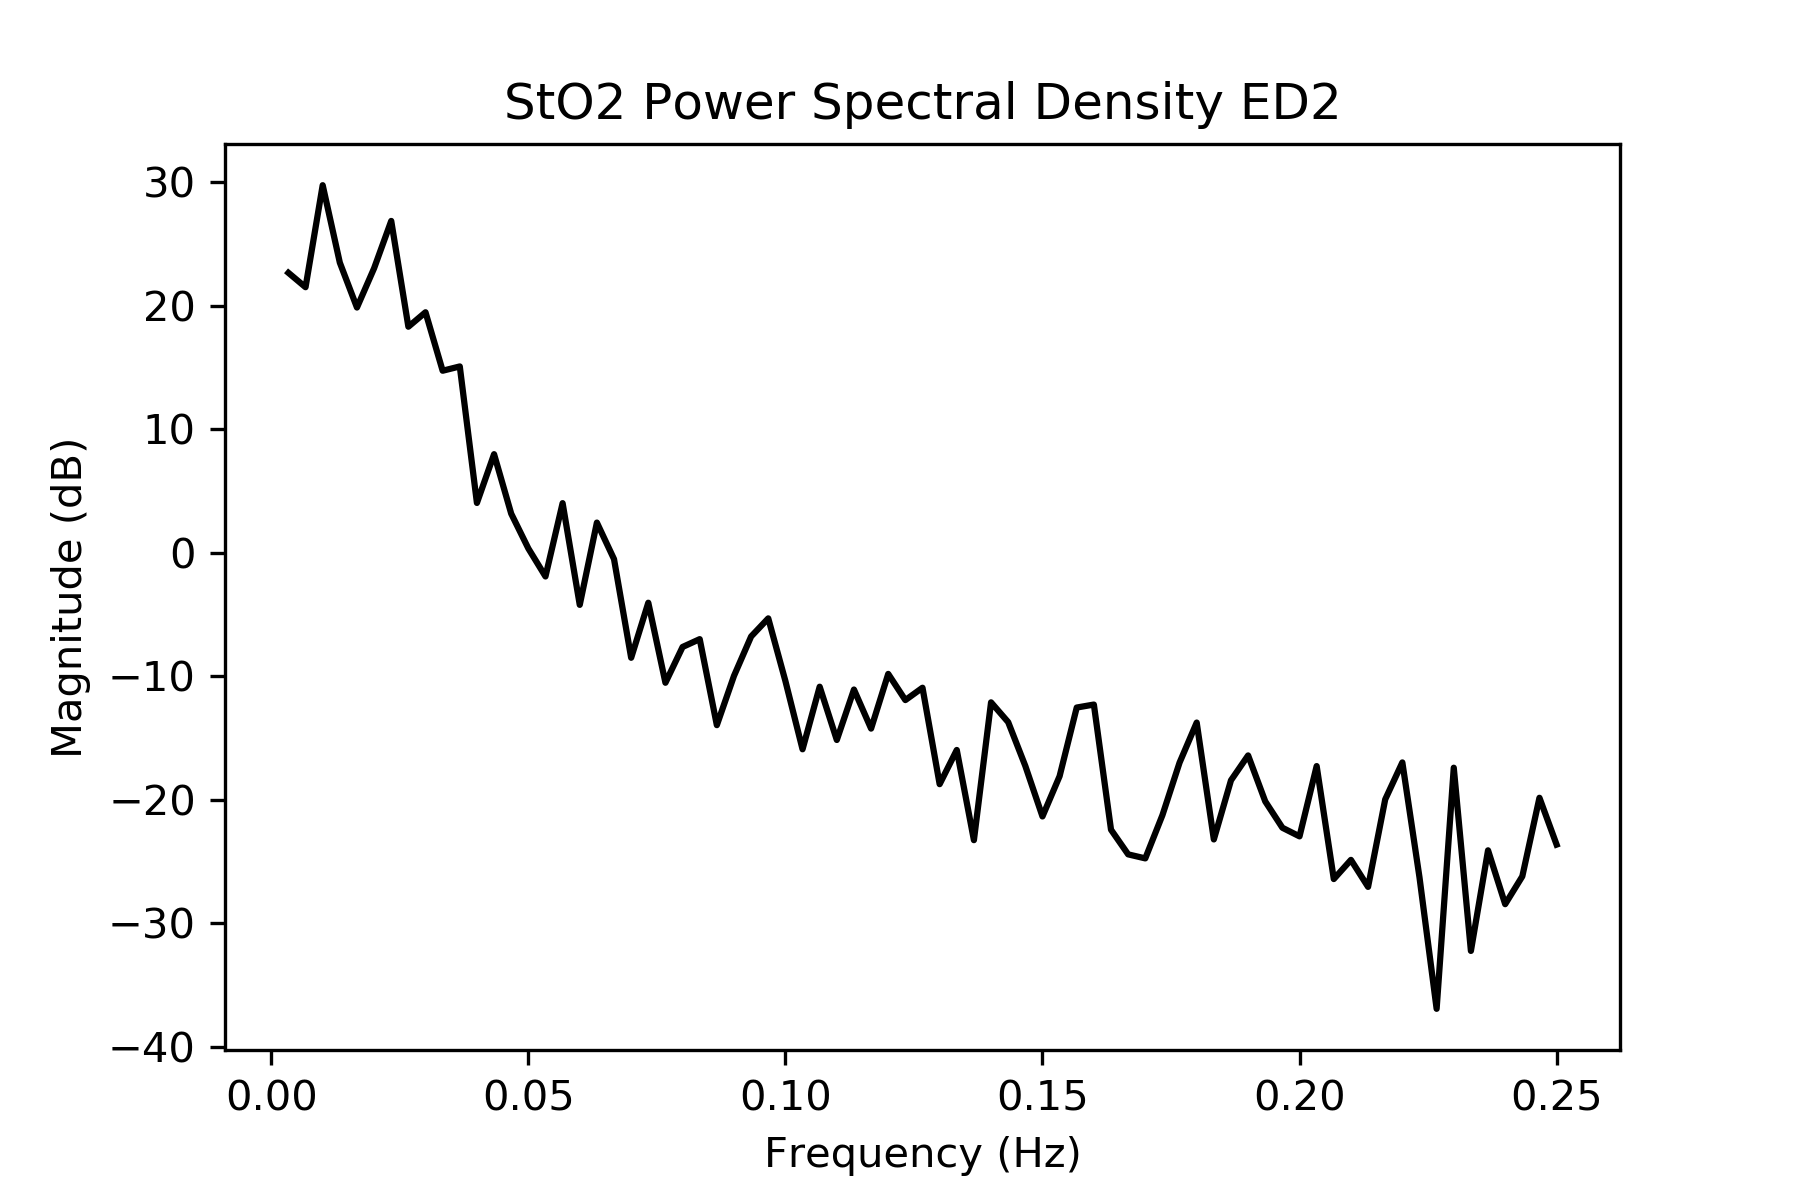 StO2 Power Spectral Density ED2
30
20
10
0
−10
−20
−30
−40
Magnitude (dB)
0.00 0.05 0.10 0.15 0.20 0.25
Frequency (Hz)